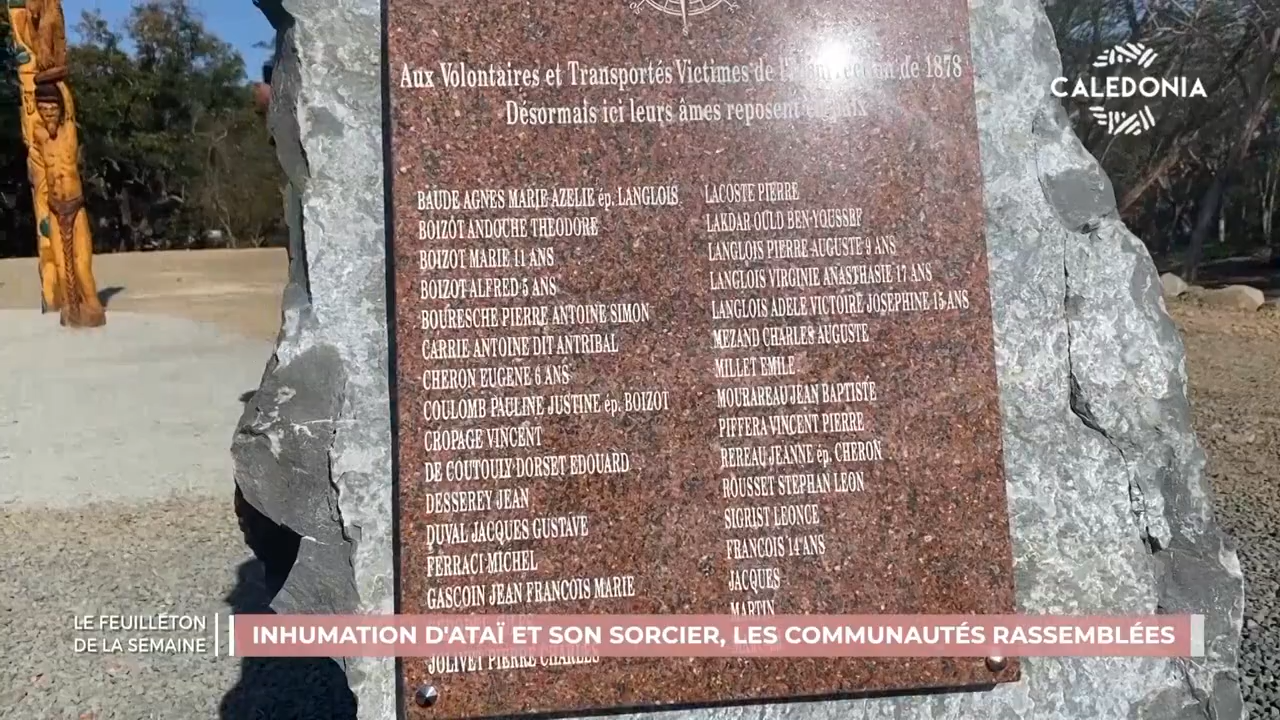 CALEDONIA
Aux Volontaires et Transportés Victimes de de 1878
Désormais ici leurs âmes reposent en paix
BAUDE AGNES MARIE AZELIE ép. LANGLOIS
BOIZOT ANDOCHE THEODORE
BOIZOT MARIE 11 ANS
BOIZOT ALFRED 5 ANS
BOURESCHE PIERRE ANTOINE SIMON
CARRIE ANTOINE DIT ANTRIBAL
CHERON EUGENE 6 ANS
COULOMB PAULINE JUSTINE ép. BOIZOT
CROPAGE VINCENT
DE COUTOULY DORSET EDOUARD
DESSEREY JEAN
DUVAL JACQUES GUSTAVE
FERRACI MICHEL
GASCOIN JEAN FRANCOIS MARIE
JOLIVET PIERRE CHARLES
LACOSTE PIERRE
LAKDAR OULD BEN-YOUSSEF
LANGLOIS PIERRE AUGUSTE 9 ANS
LANGLOIS VIRGINIE ANASTHASIE 17 ANS
LANGLOIS ADELE VICTOIRE JOSEPHINE 15 ANS
MEZAND CHARLES AUGUSTE
MILLET EMILE
MOURAREAU JEAN BAPTISTE
PIFFERA VINCENT PIERRE
REREAU JEANNE ép. CHERON
ROUSSET STEPHAN LEON
SIGRIST LEONCE
FRANCOIS 14 ANS
JACQUES
MARTIN
LE FEUILLÉTON
DE LA SEMAINE
INHUMATION D'ATAÏ ET SON SORCIER, LES COMMUNAUTÉS RASSEMBLÉES